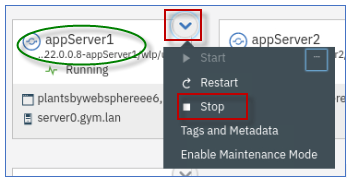 appServer1
appServer2
..22.0.0.8-appServer1/wlp/
Running
Start
...
Restart
plantsbywebsphereee6,
Stop
server0.gym.lan
Tags and Metadata
Enable Maintenance Mode